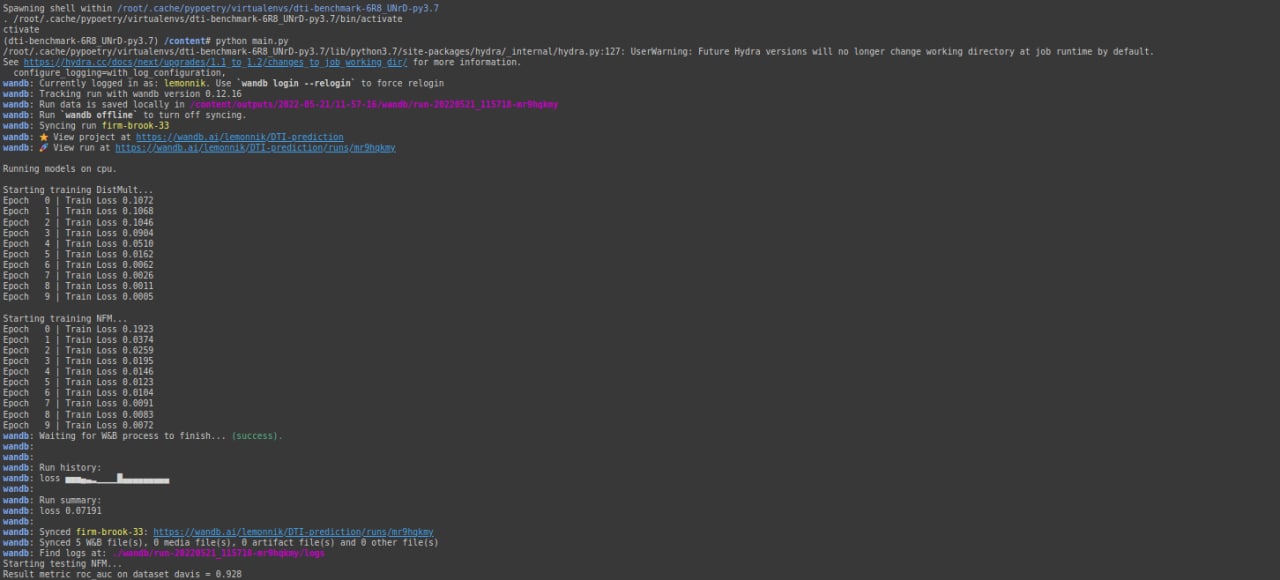 Spawning shell within /root/.cache/pypoetry/virtualenvs/dti-benchmark-6R8_UNrD-py3.7
. /root/.cache/pypoetry/virtualenvs/dti-benchmark-6R8_UNrD-py3.7/bin/activate
ctivate
(dti-benchmark-6R8_UNrD-py3.7) /content# python main.py
/root/.cache/pypoetry/virtualenvs/dti-benchmark-6R8_UNrD-py3.7/lib/python3.7/site-packages/hydra/_internal/hydra.py:127: UserWarning: Future Hydra versions will no longer change working directory at job runtime by default.
See https://hydra.cc/docs/next/upgrades/1.1_to_1.2/changes_to_job_working_dir/ for more information.
  configure_logging=with_log_configuration,
wandb: Currently logged in as: lemonnik. Use `wandb login --relogin` to force relogin
wandb: Tracking run with wandb version 0.12.16
wandb: Run data is saved locally in /content/outputs/2022-05-21/11-57-16/wandb/run-20220521_115718-mr9hqkmy
wandb: Run `wandb offline` to turn off syncing.
wandb: Syncing run firm-brook-33
wandb: ⭐ View project at https://wandb.ai/lemonnik/DTI-prediction
wandb: 🚀 View run at https://wandb.ai/lemonnik/DTI-prediction/runs/mr9hqkmy
Running models on cpu.
Starting training DistMult...
Epoch   0 | Train Loss 0.1072
Epoch   1 | Train Loss 0.1068
Epoch   2 | Train Loss 0.1046
Epoch   3 | Train Loss 0.0904
Epoch   4 | Train Loss 0.0510
Epoch   5 | Train Loss 0.0162
Epoch   6 | Train Loss 0.0062
Epoch   7 | Train Loss 0.0026
Epoch   8 | Train Loss 0.0011
Epoch   9 | Train Loss 0.0005
Starting training NFM...
Epoch   0 | Train Loss 0.1923
Epoch   1 | Train Loss 0.0374
Epoch   2 | Train Loss 0.0259
Epoch   3 | Train Loss 0.0195
Epoch   4 | Train Loss 0.0146
Epoch   5 | Train Loss 0.0123
Epoch   6 | Train Loss 0.0104
Epoch   7 | Train Loss 0.0091
Epoch   8 | Train Loss 0.0083
Epoch   9 | Train Loss 0.0072
wandb: Waiting for W&B process to finish... (success).
wandb:
wandb:
wandb: Run history:
wandb: loss ▅▅▅▄▃▂▁▁▁▁█▃▃▃▃▃▃▃▃▃
wandb:
wandb: Run summary:
wandb: loss 0.07191
wandb:
wandb: Synced firm-brook-33: https://wandb.ai/lemonnik/DTI-prediction/runs/mr9hqkmy
wandb: Synced 5 W&B file(s), 0 media file(s), 0 artifact file(s) and 0 other file(s)
wandb: Find logs at: ./wandb/run-20220521_115718-mr9hqkmy/logs
Starting testing NFM...
Result metric roc_auc on dataset davis = 0.928